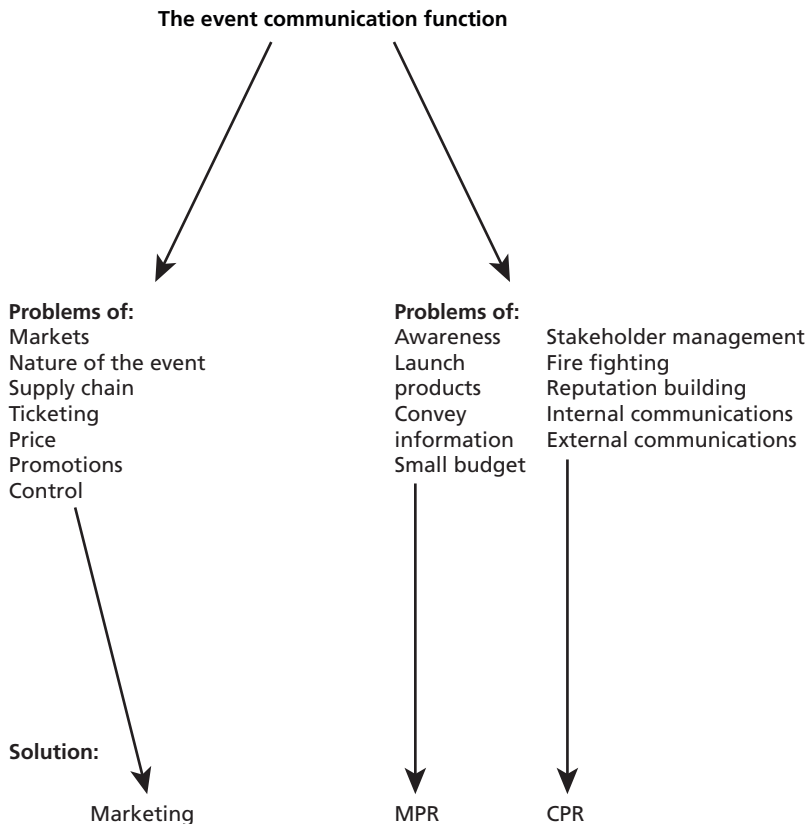 The event communication function
Problems of:
Markets
Nature of the event
Supply chain
Ticketing
Price
Promotions
Control
Problems of:
Awareness
Launch
products
Convey
information
Small budget
Stakeholder management
Fire fighting
Reputation building
Internal communications
External communications
Solution:
Marketing
MPR
CPR